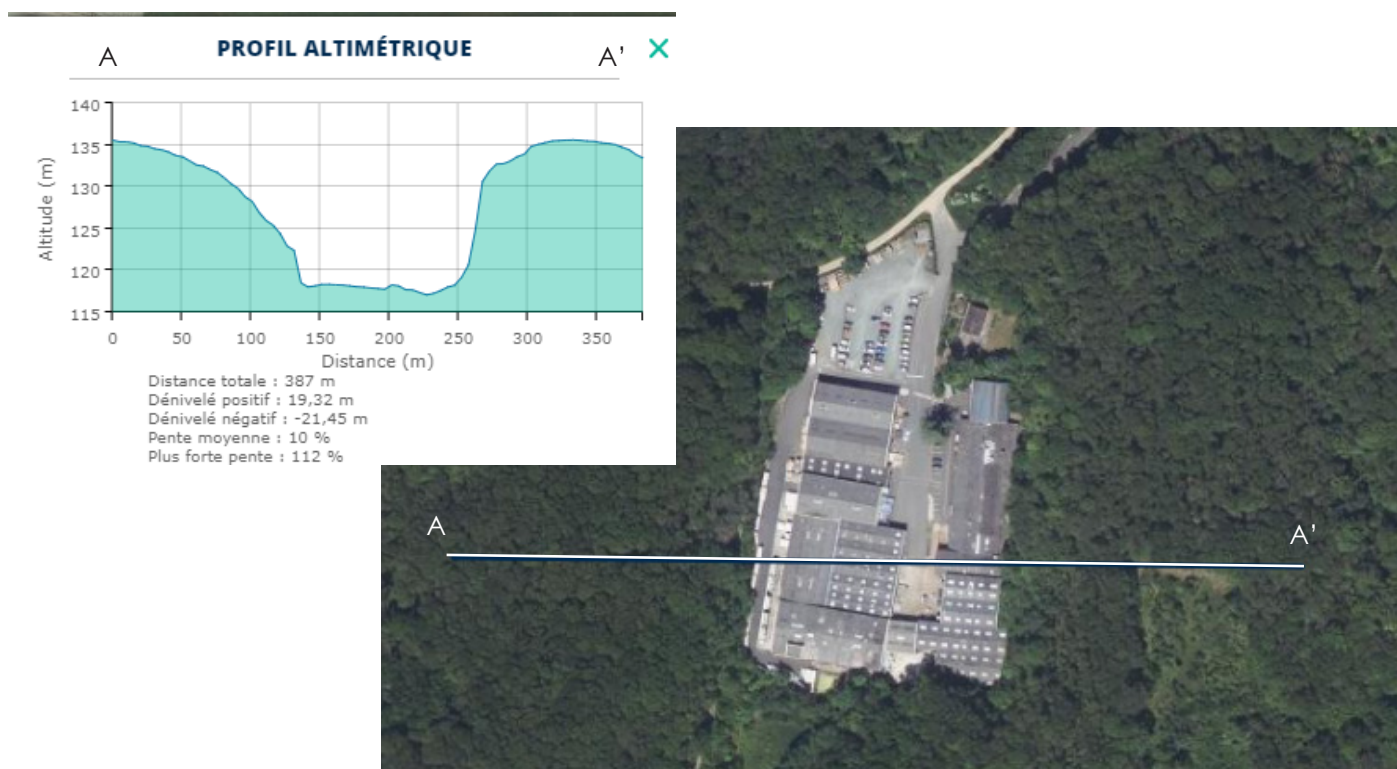 A PROFIL ALTIMÉTRIQUE A' ×
140
135
130
125
120
115
Altitude (m)
0 50 100 150 200 250 300 350
Distance (m)
Distance totale : 387 m
Dénivelé positif : 19,32 m
Dénivelé négatif : -21,45 m
Pente moyenne : 10 %
Plus forte pente : 112 %
A A'